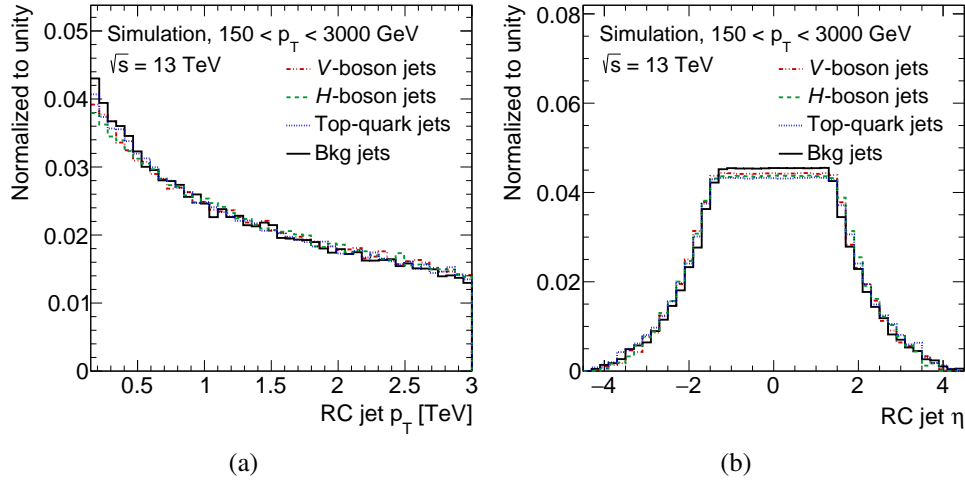 Normalized to unity
0.05
0.04
0.03
0.02
0.01
0
Simulation, 150 < p_T < 3000 GeV
√s = 13 TeV
V-boson jets
H-boson jets
Top-quark jets
Bkg jets
0.5 1 1.5 2 2.5 3
RC jet p_T [TeV]
(a)
Normalized to unity
0.08
0.06
0.04
0.02
0
Simulation, 150 < p_T < 3000 GeV
√s = 13 TeV
V-boson jets
H-boson jets
Top-quark jets
Bkg jets
−4 −2 0 2 4
RC jet η
(b)